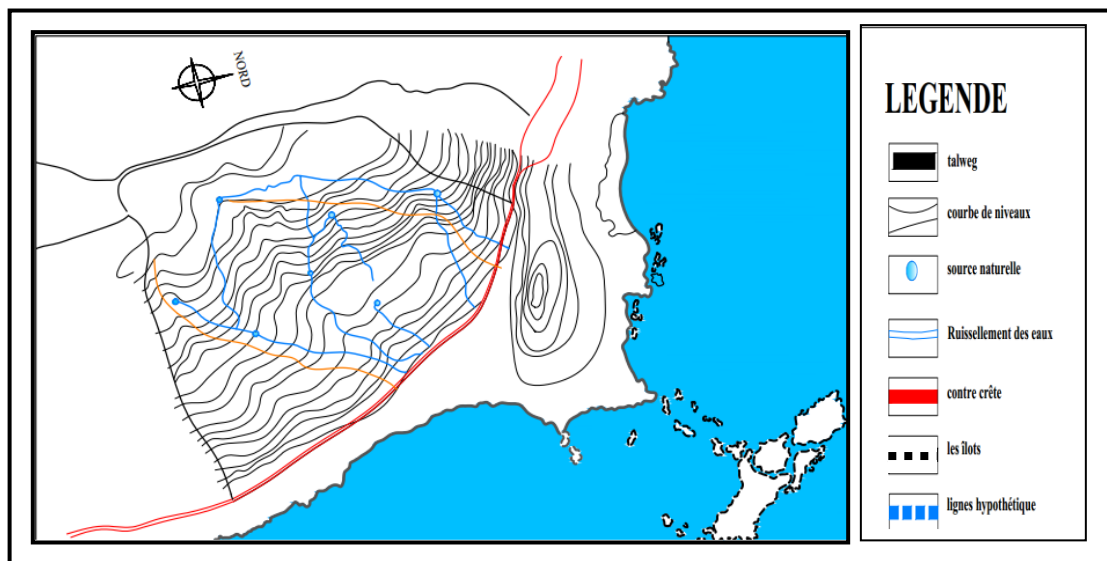 NORD
LEGENDE
talweg
courbe de niveaux
source naturelle
Ruissellement des eaux
contre crête
les îlots
lignes hypothétique